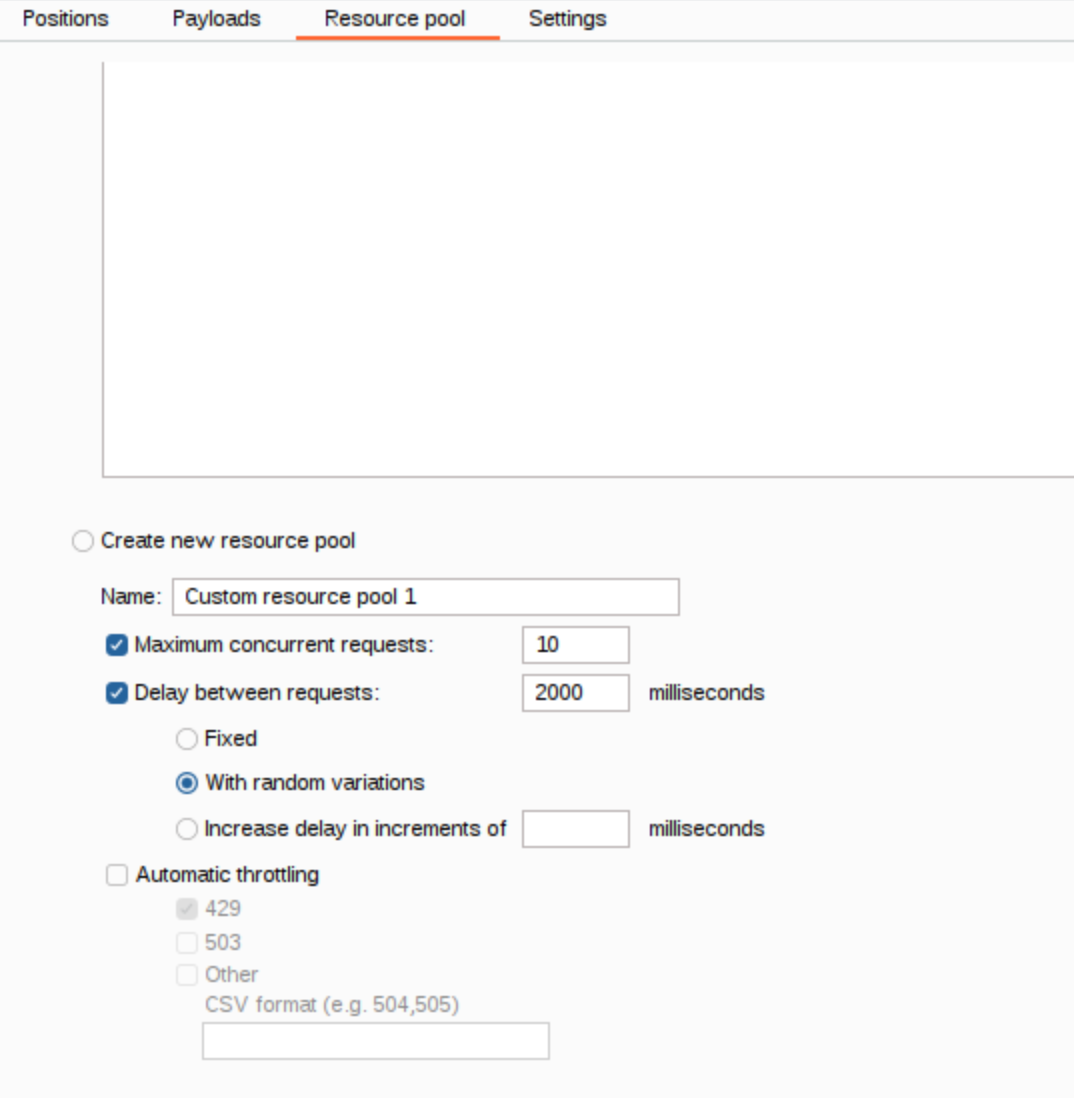 Positions Payloads Resource pool Settings
Create new resource pool
Name: Custom resource pool 1
Maximum concurrent requests: 10
Delay between requests: 2000 milliseconds
Fixed
With random variations
Increase delay in increments of milliseconds
Automatic throttling
429
503
Other
CSV format (e.g. 504,505)